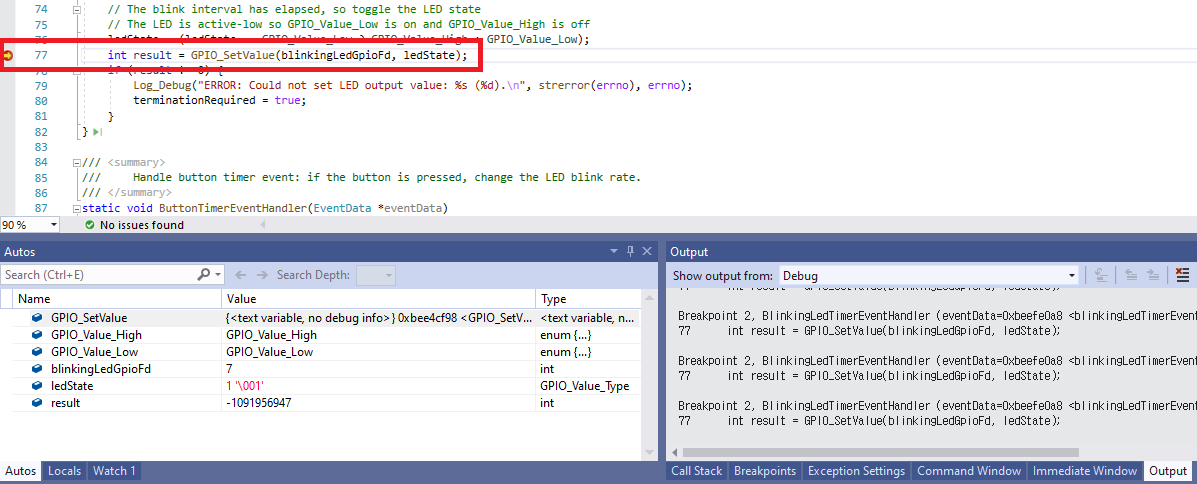 74 // The blink interval has elapsed, so toggle the LED state
75 // The LED is active-low so GPIO_Value_Low is on and GPIO_Value_High is off
GPIO_Value_Low);
77 int result = GPIO_SetValue(blinkingLedGpioFd, ledState);
79 Log_Debug("ERROR: Could not set LED output value: %s (%d).\n", strerror(errno), errno);
80 terminationRequired = true;
81 }
82 }
83
84 /// <summary>
85 /// Handle button timer event: if the button is pressed, change the LED blink rate.
86 /// </summary>
87 static void ButtonTimerEventHandler(EventData *eventData)
90 % No issues found
Autos
Search (Ctrl+E) Search Depth:
Name Value Type
GPIO_SetValue {<text variable, no debug info>} 0xbee4cf98 <GPIO_SetV... <text variable, n...
GPIO_Value_High GPIO_Value_High enum {...}
GPIO_Value_Low GPIO_Value_Low enum {...}
blinkingLedGpioFd 7 int
ledState 1 '\001' GPIO_Value_Type
result -1091956947 int
Autos Locals Watch 1
Output
Show output from: Debug
77 int result = GPIO_SetValue(blinkingLedGpioFd, ledState);
Breakpoint 2, BlinkingLedTimerEventHandler (eventData=0xbeefe0a8 <blinkingLedTimerEvent
77 int result = GPIO_SetValue(blinkingLedGpioFd, ledState);
Breakpoint 2, BlinkingLedTimerEventHandler (eventData=0xbeefe0a8 <blinkingLedTimerEvent
77 int result = GPIO_SetValue(blinkingLedGpioFd, ledState);
Breakpoint 2, BlinkingLedTimerEventHandler (eventData=0xbeefe0a8 <blinkingLedTimerEvent
77 int result = GPIO_SetValue(blinkingLedGpioFd, ledState);
Call Stack Breakpoints Exception Settings Command Window Immediate Window Output